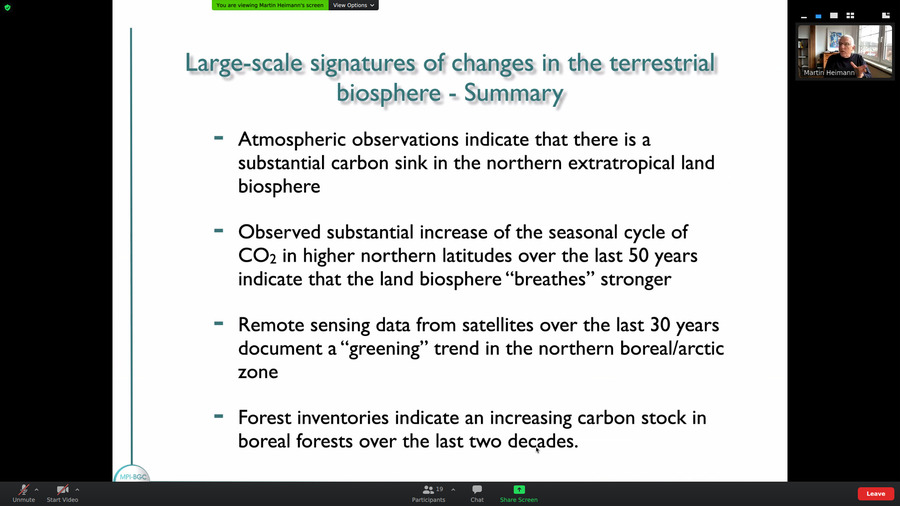 You are viewing Martin Heimann's screen
View Options
Large-scale signatures of changes in the terrestrial
biosphere - Summary
Martin Heimann
- Atmospheric observations indicate that there is a
substantial carbon sink in the northern extratropical land
biosphere
- Observed substantial increase of the seasonal cycle of
CO₂ in higher northern latitudes over the last 50 years
indicate that the land biosphere “breathes” stronger
- Remote sensing data from satellites over the last 30 years
document a “greening” trend in the northern boreal/arctic
zone
- Forest inventories indicate an increasing carbon stock in
boreal forests over the last two decades.
MPI-BGC
Unmute
Start Video
19
Participants
Chat
Share Screen
Leave